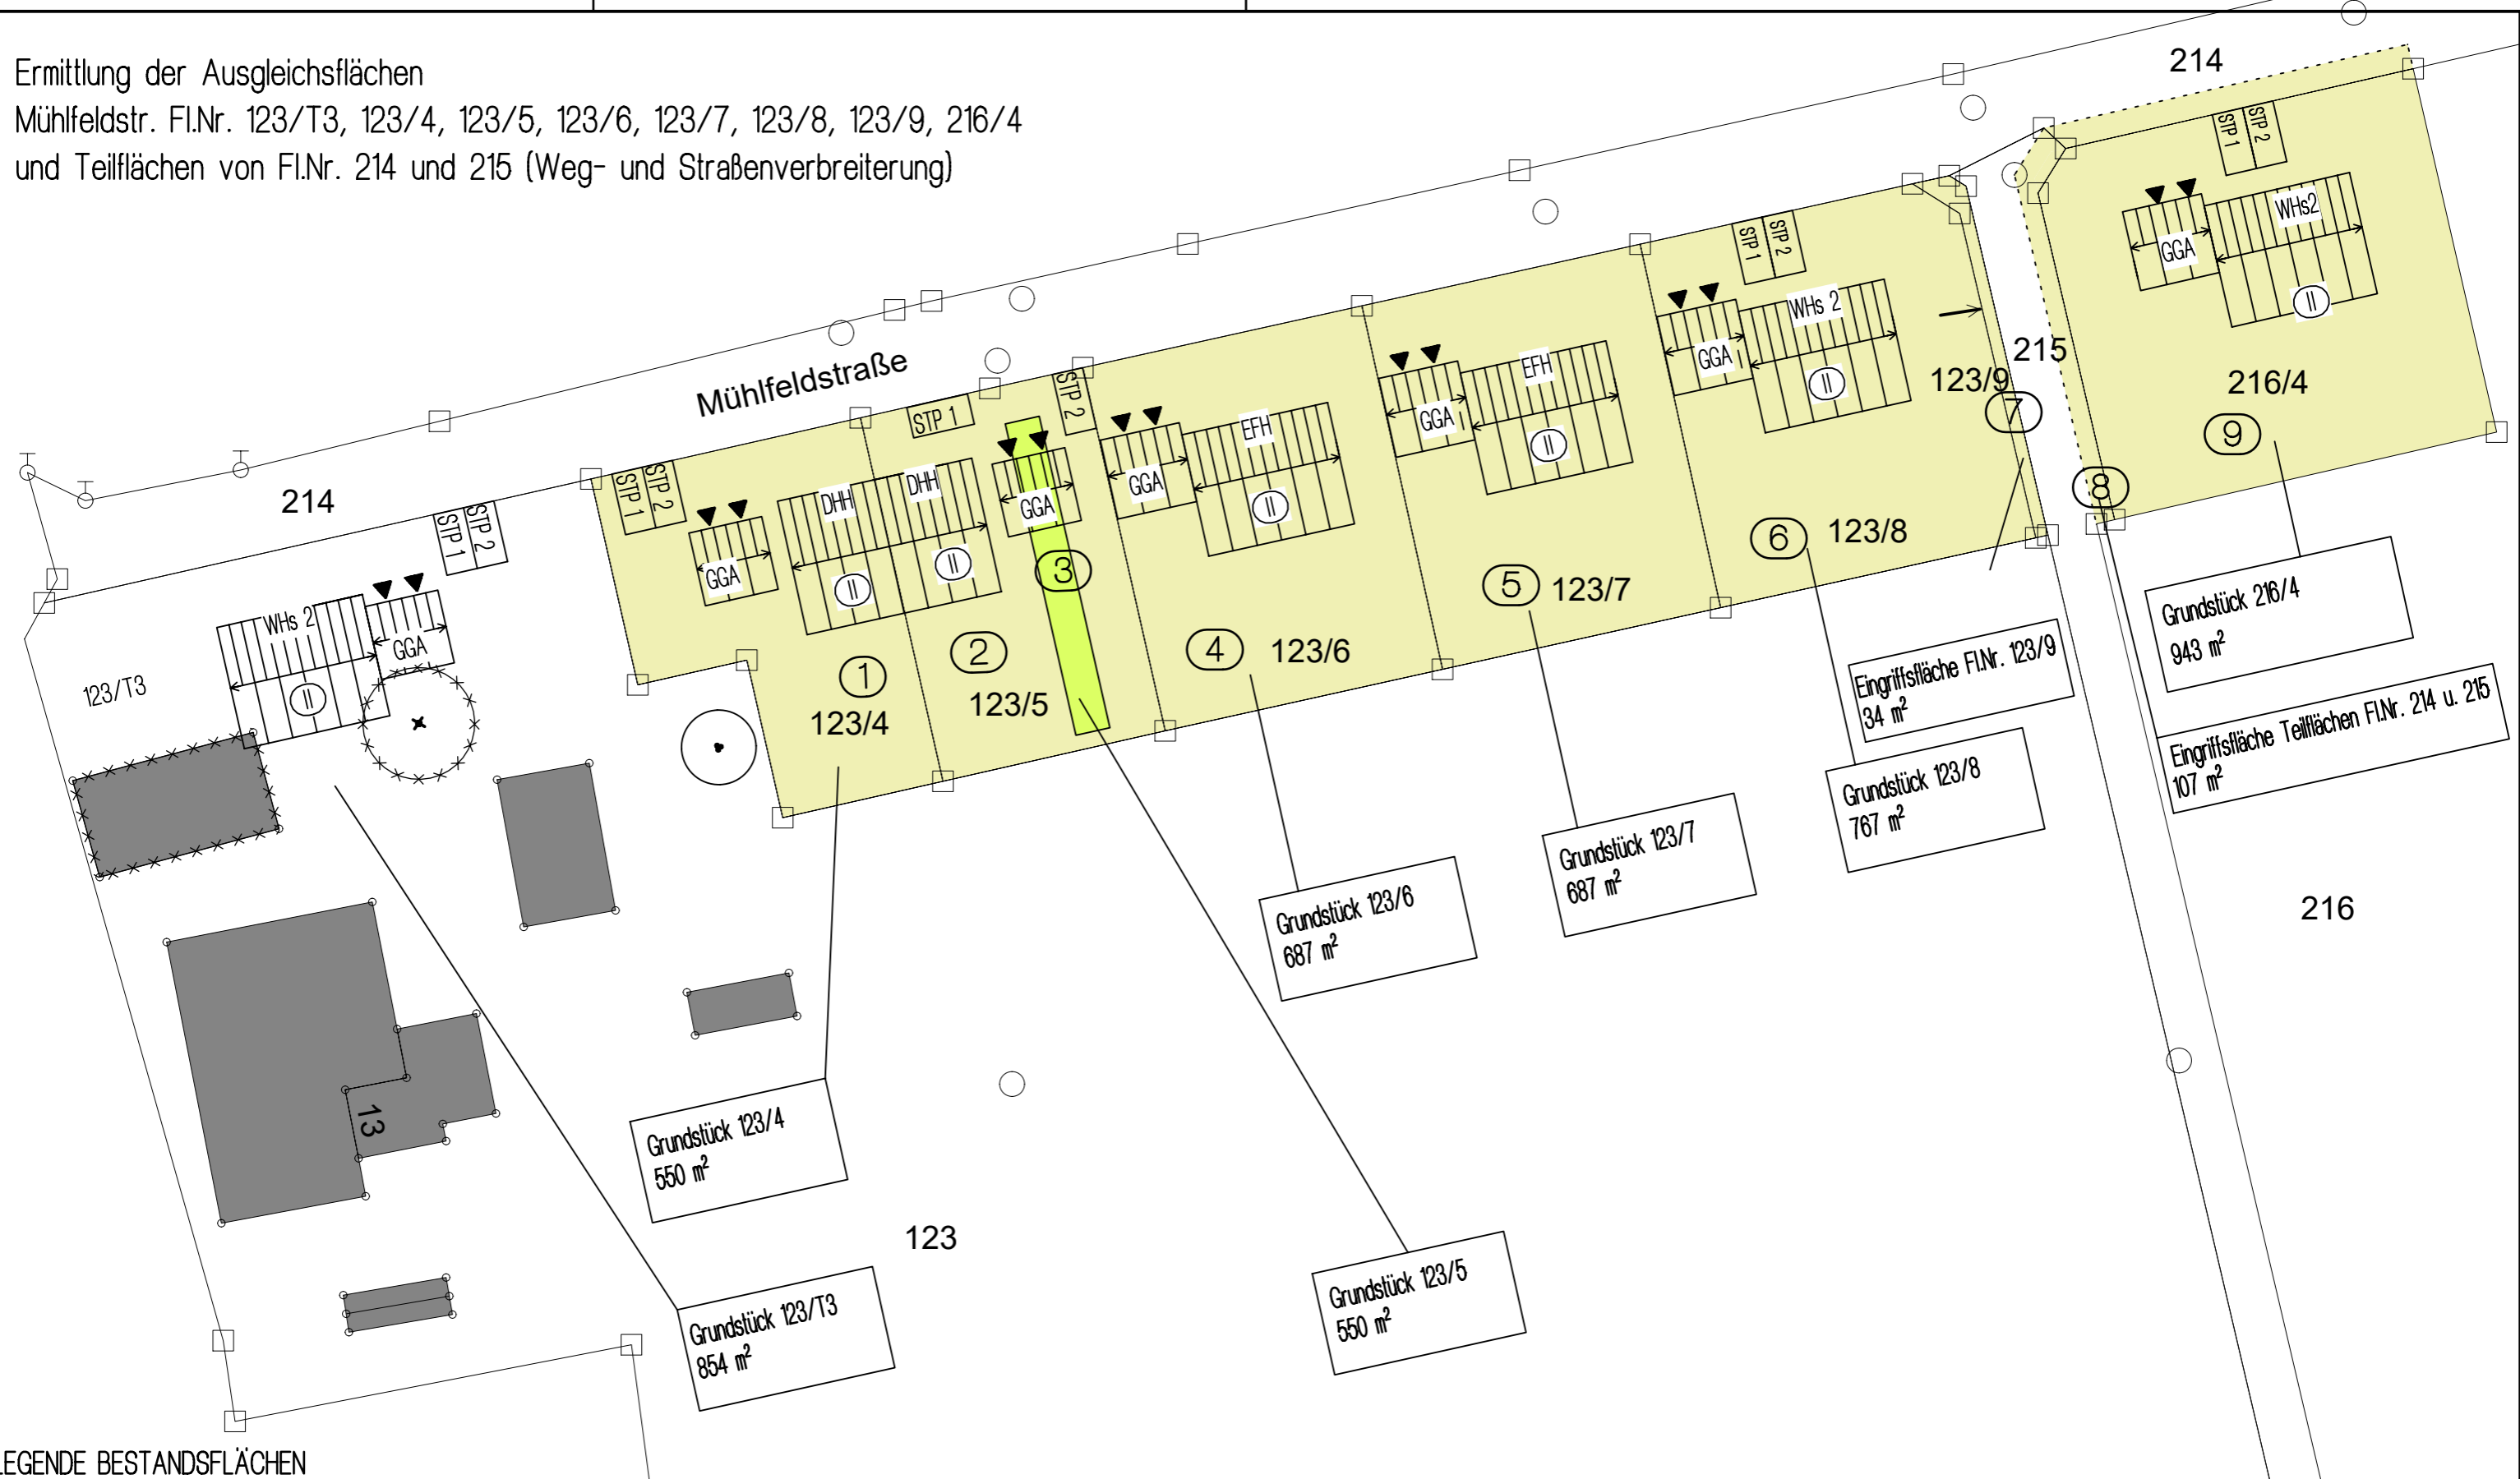 Ermittlung der Ausgleichsflächen
Mühlfeldstr. Fl.Nr. 123/T3, 123/4, 123/5, 123/6, 123/7, 123/8, 123/9, 216/4
und Teilflächen von Fl.Nr. 214 und 215 (Weg- und Straßenverbreiterung)
214
STP 1
STP 2
WHs2
GGA
II
216/4
9
215
8
STP 1
STP 2
WHs 2
GGA
II
123/9
7
6
123/8
EFH
GGA
II
5
123/7
Mühlfeldstraße
STP 1
STP 2
EFH
GGA
II
4
123/6
DHH
GGA
II
3
2
123/5
STP 1
STP 2
DHH
GGA
II
1
123/4
214
STP 1
STP 2
WHs 2
GGA
II
123/T3
Grundstück 216/4
943 m²
Eingriffsfläche Fl.Nr. 123/9
34 m²
Eingriffsfläche Teilflächen Fl.Nr. 214 u. 215
107 m²
Grundstück 123/8
767 m²
Grundstück 123/7
687 m²
Grundstück 123/6
687 m²
216
13
Grundstück 123/4
550 m²
123
Grundstück 123/5
550 m²
Grundstück 123/T3
854 m²
LEGENDE BESTANDSFLÄCHEN